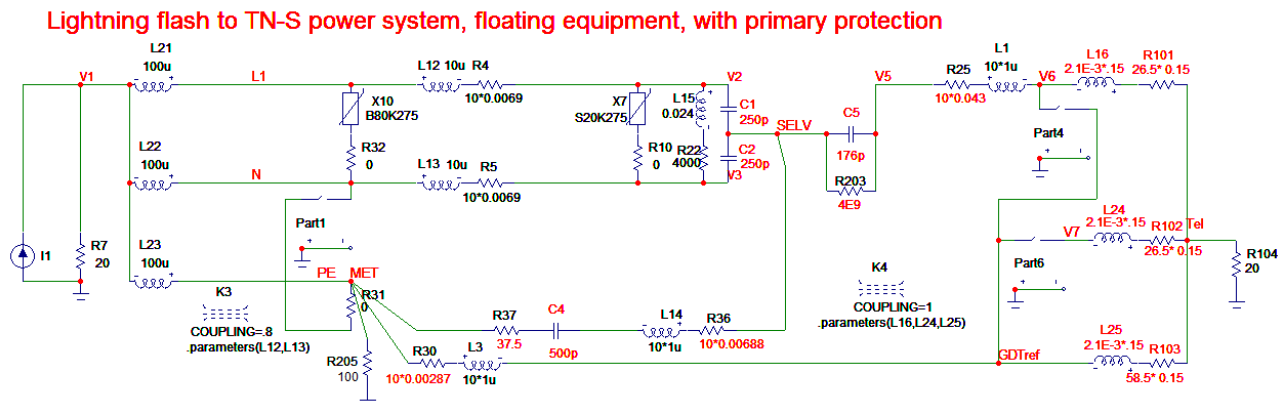 Lightning flash to TN-S power system, floating equipment, with primary protection
L21
100u
V1
L1
L12 10u R4
10*0.0069
V2
V5
R25
10*0.043
L1
10*1u
V6
L16
2.1E-3*.15
R101
26.5* 0.15
X10
B80K275
X7
S20K275
L15
0.024
C1
250p
C5
176p
SELV
Part4
R32
0
R10
0
R22
4000
C2
250p
V3
L22
100u
N
L13 10u R5
10*0.0069
R203
4E9
Part1
I1
R7
20
L23
100u
PE MET
L24
2.1E-3*.15
R102
26.5* 0.15
Tel
V7
R104
20
Part6
K3
COUPLING=.8
.parameters(L12,L13)
R31
0
K4
COUPLING=1
.parameters(L16,L24,L25)
R37
37.5
C4
500p
L14
10*1u
R36
10*0.00688
R205
100
R30
10*0.00287
L3
10*1u
GDTref
L25
2.1E-3*.15
R103
58.5* 0.15